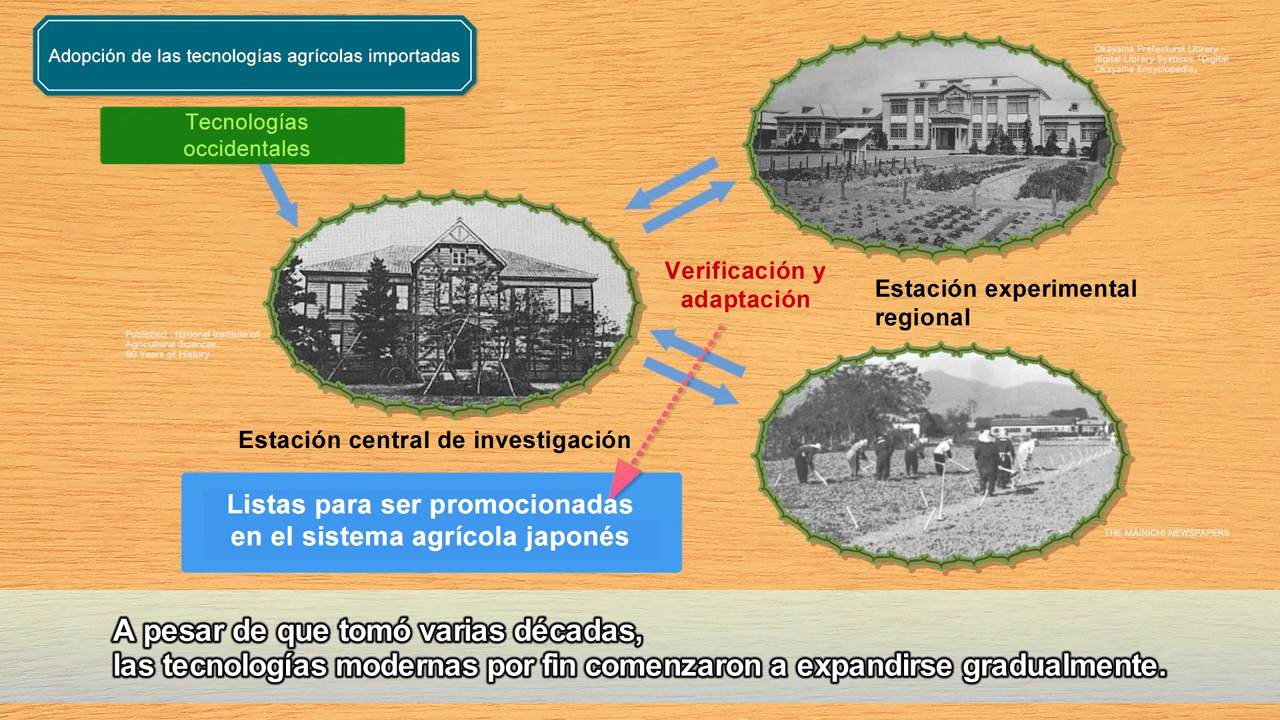 Adopción de las tecnologías agrícolas importadas
Okayama Prefectural Library -
digital Library Systems「Digital
Okayama Encyclopedia」
Tecnologías
occidentales
Verificación y
adaptación
Estación experimental
regional
Published : National Institute of
Agricultural Sciences,
80 Years of History
Estación central de investigación
Listas para ser promocionadas
en el sistema agrícola japonés
THE MAINICHI NEWSPAPERS
A pesar de que tomó varias décadas,
las tecnologías modernas por fin comenzaron a expandirse gradualmente.